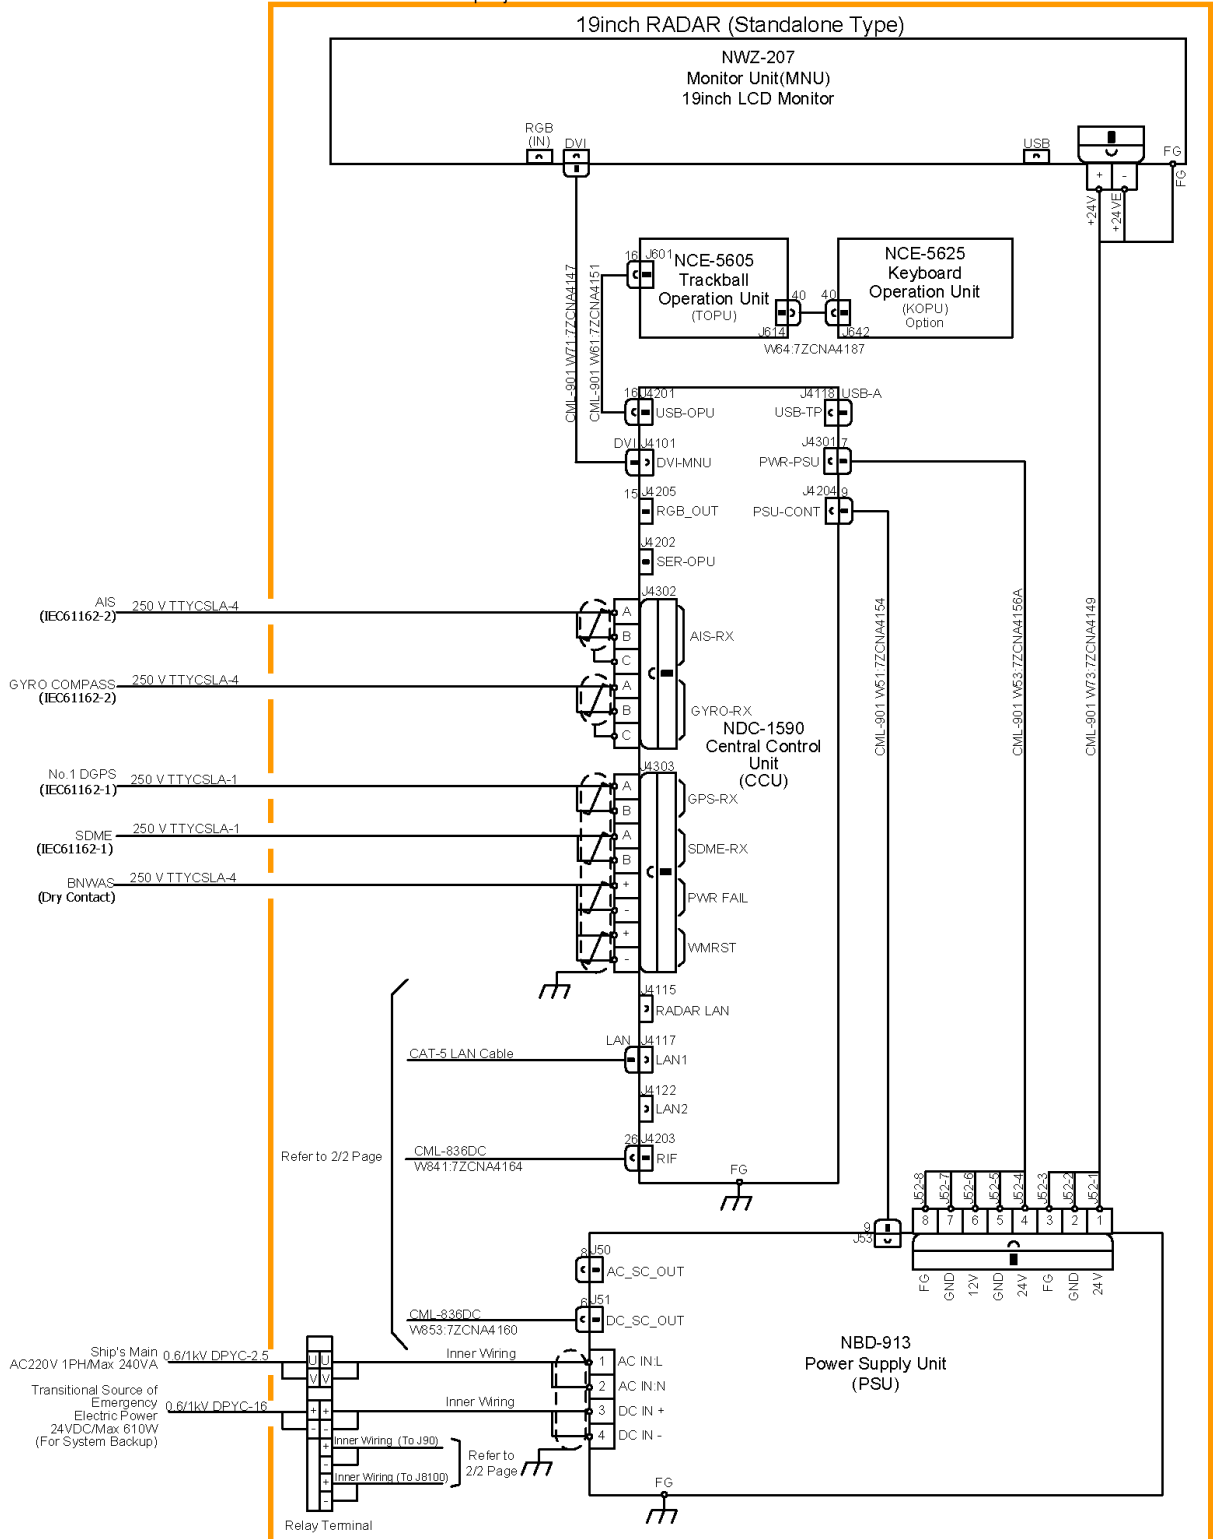 19inch RADAR (Standalone Type)
NWZ-207
Monitor Unit(MNU)
19inch LCD Monitor
RGB
(IN)
DVI
USB
FG
+
-
+24V
+24VE
FG
CML-901 W71:7ZCNA4147
CML-901 W61:7ZCNA4151
16
J601
NCE-5605
Trackball
Operation Unit
(TOPU)
40
J614
40
NCE-5625
Keyboard
Operation Unit
(KOPU)
Option
J642
W64:7ZCNA4187
16
J4201
USB-OPU
J4118
USB-A
USB-TP
DVI
J4101
DVI-MNU
J4301
7
PWR-PSU
15
J4205
RGB_OUT
J4204
9
PSU-CONT
J4202
SER-OPU
J4302
AIS
(IEC61162-2)
250 V TTYCSLA-4
A
B
C
AIS-RX
GYRO COMPASS
(IEC61162-2)
250 V TTYCSLA-4
A
B
C
GYRO-RX
NDC-1590
Central Control
Unit
(CCU)
CML-901 W51:7ZCNA4154
CML-901 W53:7ZCNA4156A
CML-901 W73:7ZCNA4149
J4303
No.1 DGPS
(IEC61162-1)
250 V TTYCSLA-1
A
B
GPS-RX
SDME
(IEC61162-1)
250 V TTYCSLA-1
A
B
SDME-RX
BNWAS
(Dry Contact)
250 V TTYCSLA-4
+
-
PWR FAIL
+
-
WMRST
J4115
RADAR LAN
CAT-5 LAN Cable
LAN
J4117
LAN1
J4122
LAN2
Refer to 2/2 Page
CML-836DC
W841:7ZCNA4164
26
J4203
RIF
FG
J52-8
J52-7
J52-6
J52-5
J52-4
J52-3
J52-2
J52-1
8
7
6
5
4
3
2
1
9
J53
FG
GND
12V
GND
24V
FG
GND
24V
8
J50
AC_SC_OUT
CML-836DC
W853:7ZCNA4160
6
J51
DC_SC_OUT
NBD-913
Power Supply Unit
(PSU)
Ship's Main
AC220V 1PH/Max 240VA
0.6/1kV DPYC-2.5
U U
V V
Inner Wiring
1
AC IN:L
2
AC IN:N
Transitional Source of
Emergency
Electric Power
24VDC/Max 610W
(For System Backup)
0.6/1kV DPYC-16
+ +
- -
Inner Wiring
3
DC IN +
4
DC IN -
+
Inner Wiring (To J90)
-
+
Inner Wiring (To J8100)
-
Refer to
2/2 Page
FG
Relay Terminal